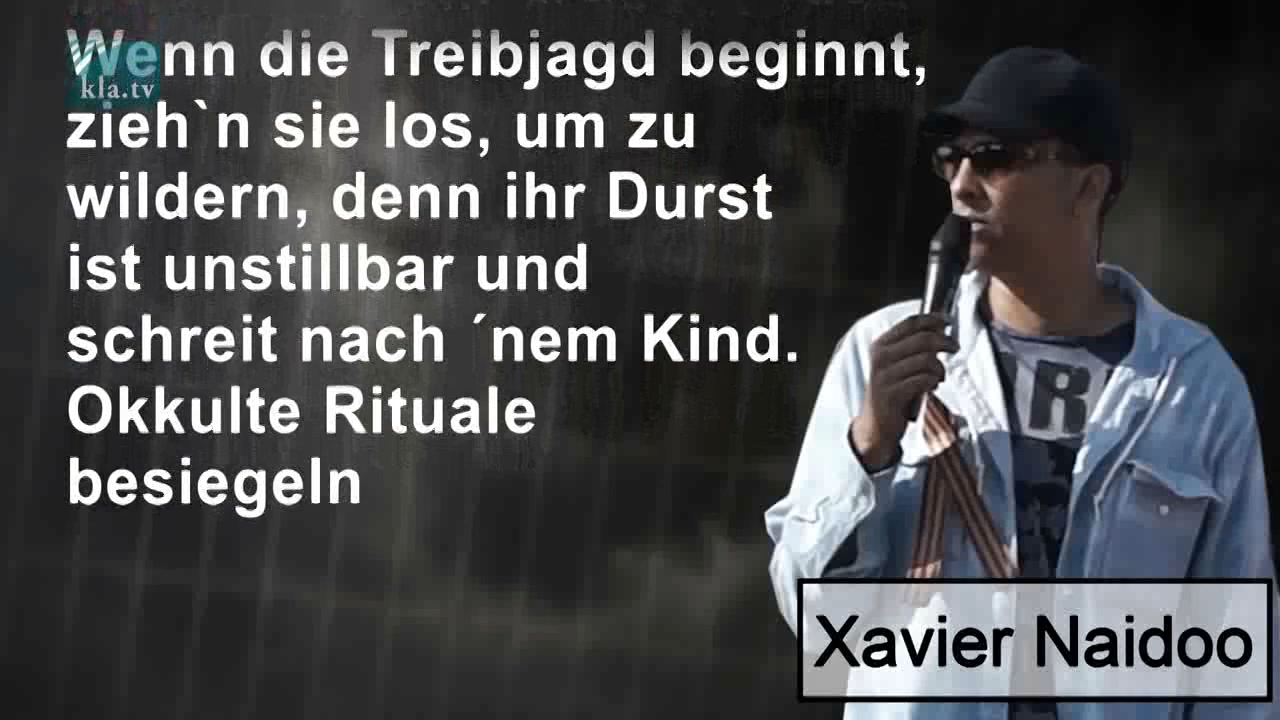 Wenn die Treibjagd beginnt,
kla.tv
zieh`n sie los, um zu
wildern, denn ihr Durst
ist unstillbar und
schreit nach ´nem Kind.
Okkulte Rituale
besiegeln
R
Xavier Naidoo